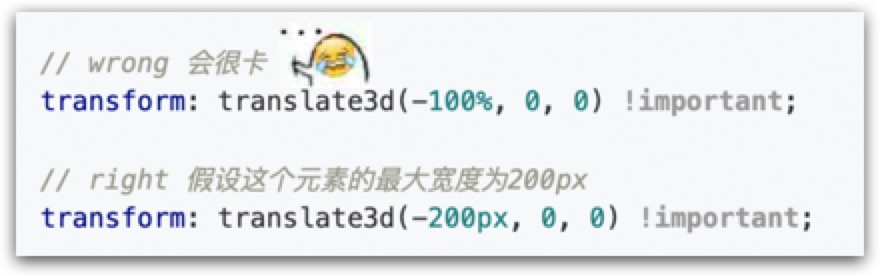 // wrong 会很卡
transform: translate3d(-100%, 0, 0) !important;
// right 假设这个元素的最大宽度为200px
transform: translate3d(-200px, 0, 0) !important;